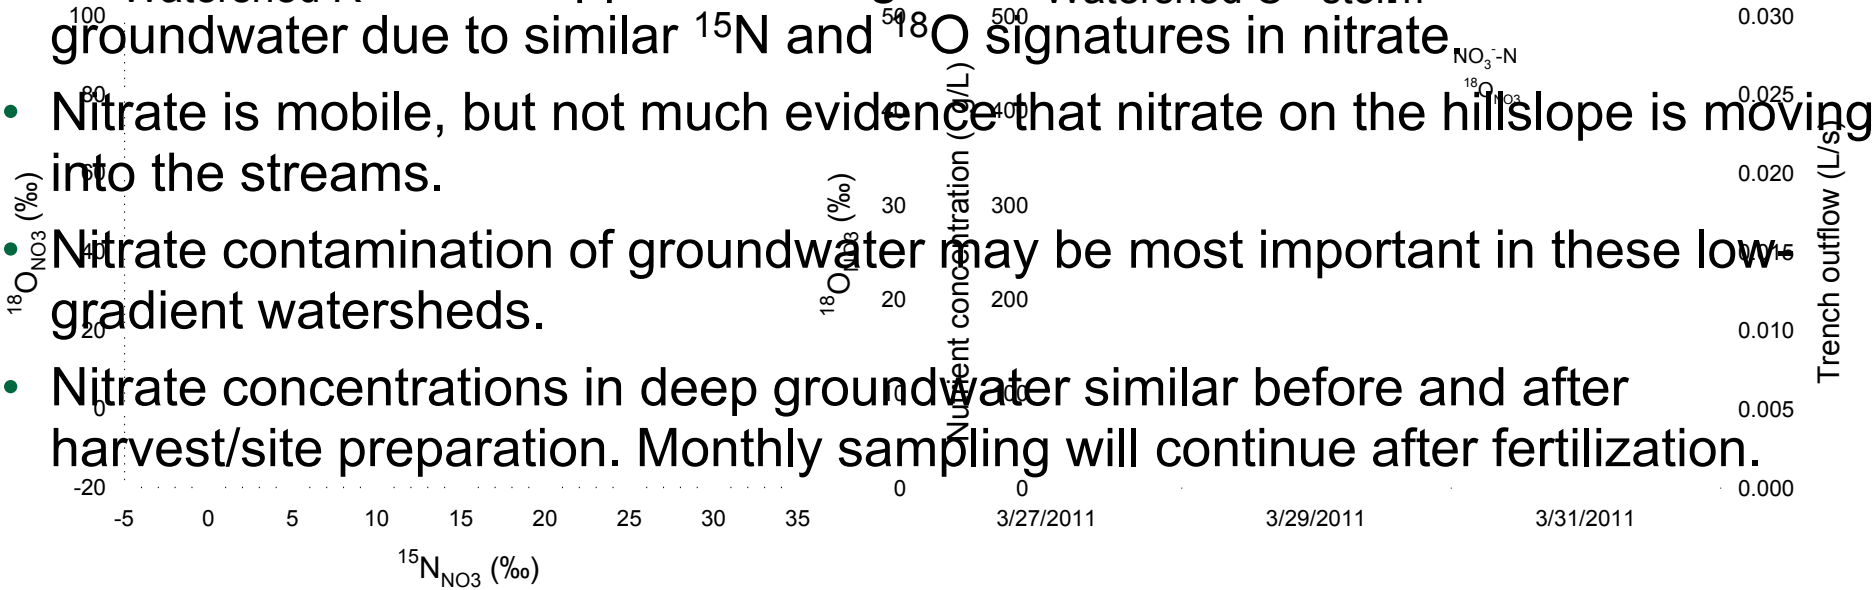 groundwater due to similar ¹⁵N and ¹⁸O signatures in nitrate.
• Nitrate is mobile, but not much evidence that nitrate on the hillslope is moving
into the streams.
• Nitrate contamination of groundwater may be most important in these low-
gradient watersheds.
• Nitrate concentrations in deep groundwater similar before and after
harvest/site preparation. Monthly sampling will continue after fertilization.
100
80
60
40
20
0
-20
¹⁸O_NO3 (‰)
-5 0 5 10 15 20 25 30 35
¹⁵N_NO3 (‰)
50
40
30
20
10
0
¹⁸O_NO3 (‰)
500
400
300
200
100
0
Nutrient concentration ( g/L)
NO₃⁻-N
¹⁸O_NO3
3/27/2011 3/29/2011 3/31/2011
0.030
0.025
0.020
0.015
0.010
0.005
0.000
Trench outflow (L/s)